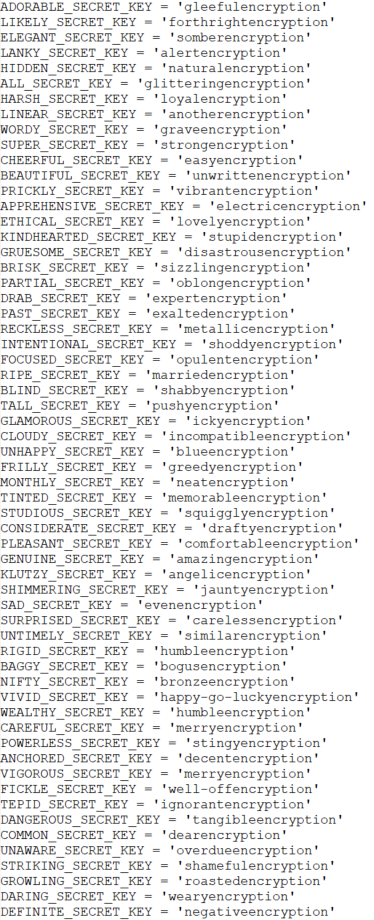 ADORABLE_SECRET_KEY = 'gleefulencryption'
LIKELY_SECRET_KEY = 'forthrightencryption'
ELEGANT_SECRET_KEY = 'somberencryption'
LANKY_SECRET_KEY = 'alertencryption'
HIDDEN_SECRET_KEY = 'naturalencryption'
ALL_SECRET_KEY = 'glitteringencryption'
HARSH_SECRET_KEY = 'loyalencryption'
LINEAR_SECRET_KEY = 'anotherencryption'
WORDY_SECRET_KEY = 'graveencryption'
SUPER_SECRET_KEY = 'strongencryption'
CHEERFUL_SECRET_KEY = 'easyencryption'
BEAUTIFUL_SECRET_KEY = 'unwrittenencryption'
PRICKLY_SECRET_KEY = 'vibrantencryption'
APPREHENSIVE_SECRET_KEY = 'electricencryption'
ETHICAL_SECRET_KEY = 'lovelyencryption'
KINDHEARTED_SECRET_KEY = 'stupidencryption'
GRUESOME_SECRET_KEY = 'disastrousencryption'
BRISK_SECRET_KEY = 'sizzlingencryption'
PARTIAL_SECRET_KEY = 'oblongencryption'
DRAB_SECRET_KEY = 'expertencryption'
PAST_SECRET_KEY = 'exaltedencryption'
RECKLESS_SECRET_KEY = 'metallicencryption'
INTENTIONAL_SECRET_KEY = 'shoddyencryption'
FOCUSED_SECRET_KEY = 'opulentencryption'
RIPE_SECRET_KEY = 'marriedencryption'
BLIND_SECRET_KEY = 'shabbyencryption'
TALL_SECRET_KEY = 'pushyencryption'
GLAMOROUS_SECRET_KEY = 'ickyencryption'
CLOUDY_SECRET_KEY = 'incompatibleencryption'
UNHAPPY_SECRET_KEY = 'blueencryption'
FRILLY_SECRET_KEY = 'greedyencryption'
MONTHLY_SECRET_KEY = 'neatencryption'
TINTED_SECRET_KEY = 'memorableencryption'
STUDIOUS_SECRET_KEY = 'squigglyencryption'
CONSIDERATE_SECRET_KEY = 'draftyencryption'
PLEASANT_SECRET_KEY = 'comfortableencryption'
GENUINE_SECRET_KEY = 'amazingencryption'
KLUTZY_SECRET_KEY = 'angelicencryption'
SHIMMERING_SECRET_KEY = 'jauntyencryption'
SAD_SECRET_KEY = 'evenencryption'
SURPRISED_SECRET_KEY = 'carelessencryption'
UNTIMELY_SECRET_KEY = 'similarencryption'
RIGID_SECRET_KEY = 'humbleencryption'
BAGGY_SECRET_KEY = 'bogusencryption'
NIFTY_SECRET_KEY = 'bronzeencryption'
VIVID_SECRET_KEY = 'happy-go-luckyencryption'
WEALTHY_SECRET_KEY = 'humbleencryption'
CAREFUL_SECRET_KEY = 'merryencryption'
POWERLESS_SECRET_KEY = 'stingyencryption'
ANCHORED_SECRET_KEY = 'decentencryption'
VIGOROUS_SECRET_KEY = 'merryencryption'
FICKLE_SECRET_KEY = 'well-offencryption'
TEPID_SECRET_KEY = 'ignorantencryption'
DANGEROUS_SECRET_KEY = 'tangibleencryption'
COMMON_SECRET_KEY = 'dearencryption'
UNAWARE_SECRET_KEY = 'overdueencryption'
STRIKING_SECRET_KEY = 'shamefulencryption'
GROWLING_SECRET_KEY = 'roastedencryption'
DARING_SECRET_KEY = 'wearyencryption'
DEFINITE_SECRET_KEY = 'negativeencryption'